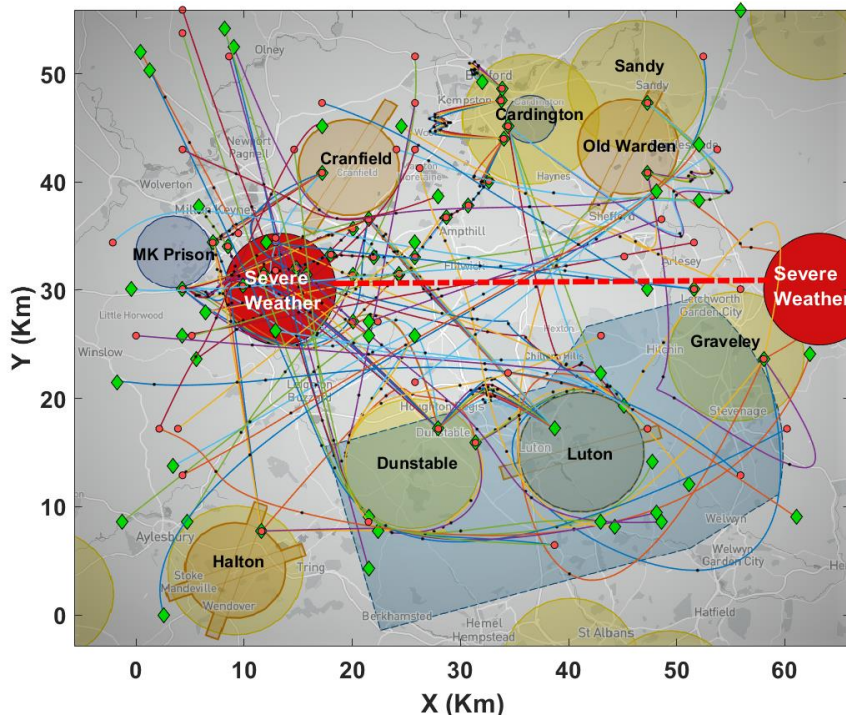 50
40
30
20
10
0
Y (Km)
0
10
20
30
40
50
60
X (Km)
Olney
Newport
Pagnell
Wolverton
Milton Keynes
MK Prison
Little Horwood
Winslow
Severe
Weather
Cranfield
Cranfield
Kempston
Cardington
Cardington
Sandy
Sandy
Old Warden
Haynes
Shefford
Ampthill
Flitwick
Arlesey
Severe
Weather
Letchworth
Garden City
Graveley
Hitchin
Stevenage
Hexton
Leighton
Buzzard
Houghton Regis
Dunstable
Dunstable
Luton
Luton
Welwyn
Welwyn
Garden City
Hatfield
Aylesbury
Halton
Stoke
Mandeville
Wendover
Tring
Berkhamsted
Hemel
Hempstead
St Albans